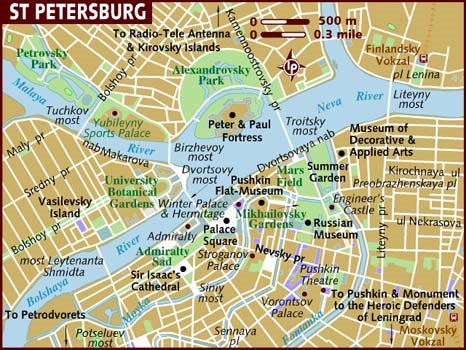 ST PETERSBURG
0 500 m
0 0.3 mile
LP
To Radio-Tele Antenna
& Kirovsky Islands
Petrovsky
Park
Bolshoy pr
Kamennoostrovsky pr
Alexandrovsky
Park
Finlandsky
Vokzal
pl Lenina
Malaya
Neva River
Liteyny
most
Tuchkov
most
Yubileyny
Sports Palace
Peter & Paul
Fortress
Troitsky
most
River
Maly pr
nab Makarova
Birzhevoy
most
Dvortsovaya nab
Museum of
Decorative &
Applied Arts
Sredny pr
Dvortsovy
most
Mars
Field
Summer
Garden
Kirochnaya ul
Preobrazhenskaya pl
University
Botanical
Gardens
Pushkin
Flat-Museum
Vasilevsky
Island
Winter Palace
& Hermitage
Mikhailovsky
Gardens
Engineer's
Castle
ul Nekrasova
Bolshoy pr
Admiralty
Palace
Square
Russian
Museum
Liteyny pr
River
Admiralty
Sad
Nevsky pr
most Leytenanta
Shmidta
Stroganov
Palace
Pushkin
Theatre
Sir Isaac's
Cathedral
Bolshaya
Siniy
most
Vorontsov
Palace
To Pushkin & Monument
to the Heroic Defenders
of Leningrad
Moyka
To Petrodvorets
Fontanka
Potseluev
most
Sennaya
pl
Moskovsky
Vokzal